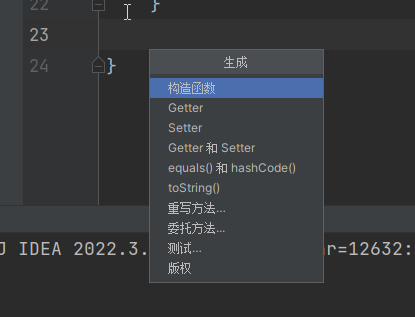 22 }
23
生成
24 }
构造函数
Getter
Setter
Getter 和 Setter
equals() 和 hashCode()
toString()
重写方法...
委托方法...
测试...
版权
J IDEA 2022.3. ar=12632: